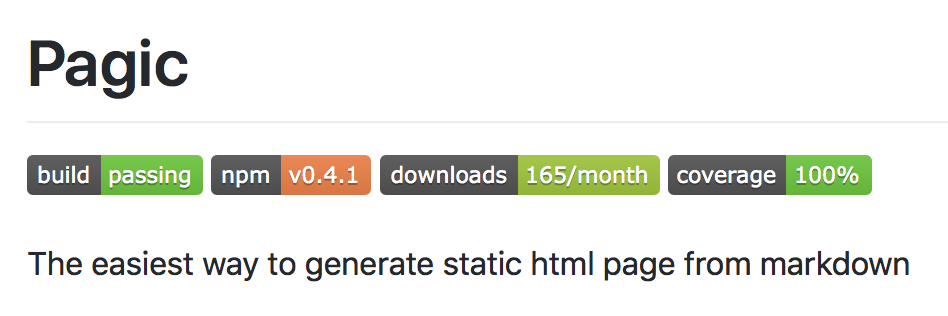 Pagic
build passing npm v0.4.1 downloads 165/month coverage 100%
The easiest way to generate static html page from markdown